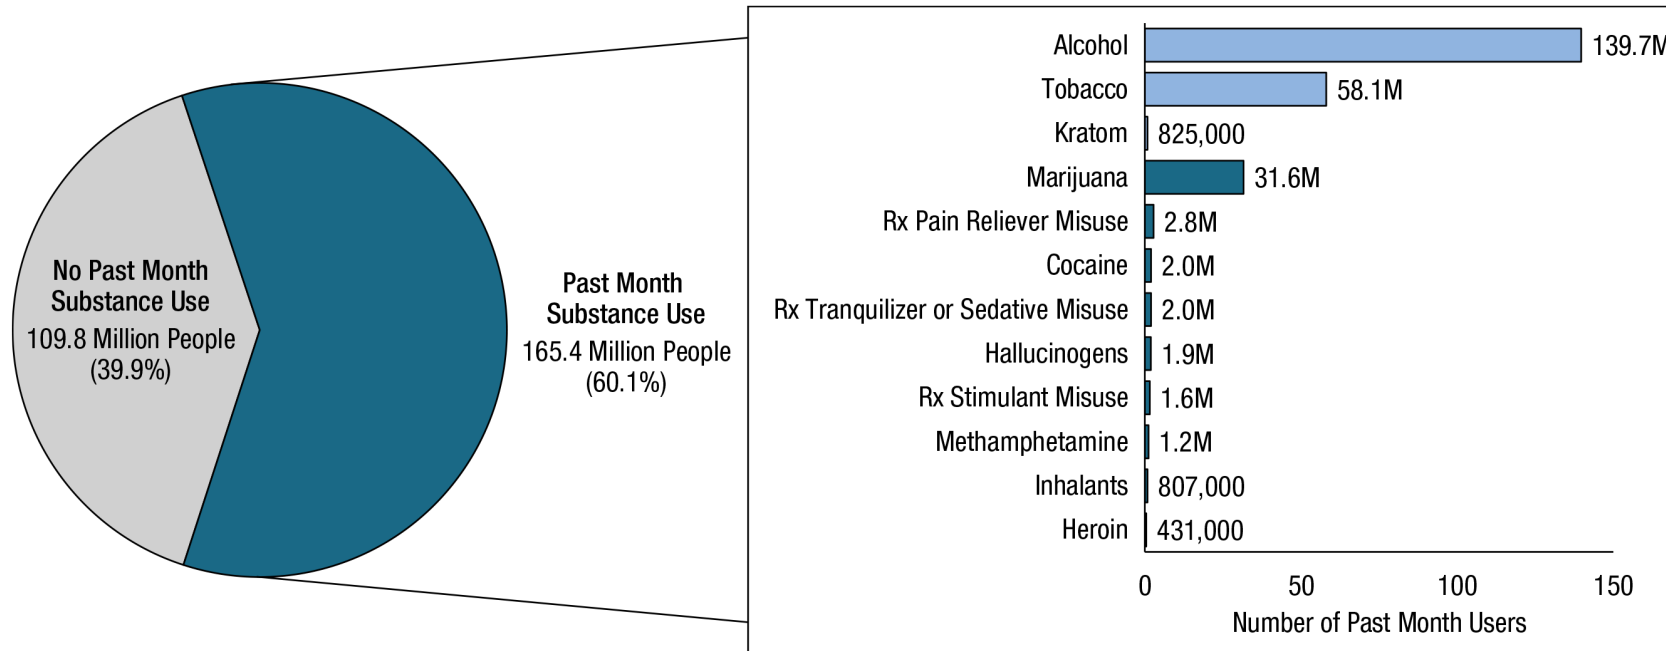 No Past Month
Substance Use
109.8 Million People
(39.9%)
Past Month
Substance Use
165.4 Million People
(60.1%)
Alcohol 139.7M
Tobacco 58.1M
Kratom 825,000
Marijuana 31.6M
Rx Pain Reliever Misuse 2.8M
Cocaine 2.0M
Rx Tranquilizer or Sedative Misuse 2.0M
Hallucinogens 1.9M
Rx Stimulant Misuse 1.6M
Methamphetamine 1.2M
Inhalants 807,000
Heroin 431,000
0 50 100 150
Number of Past Month Users